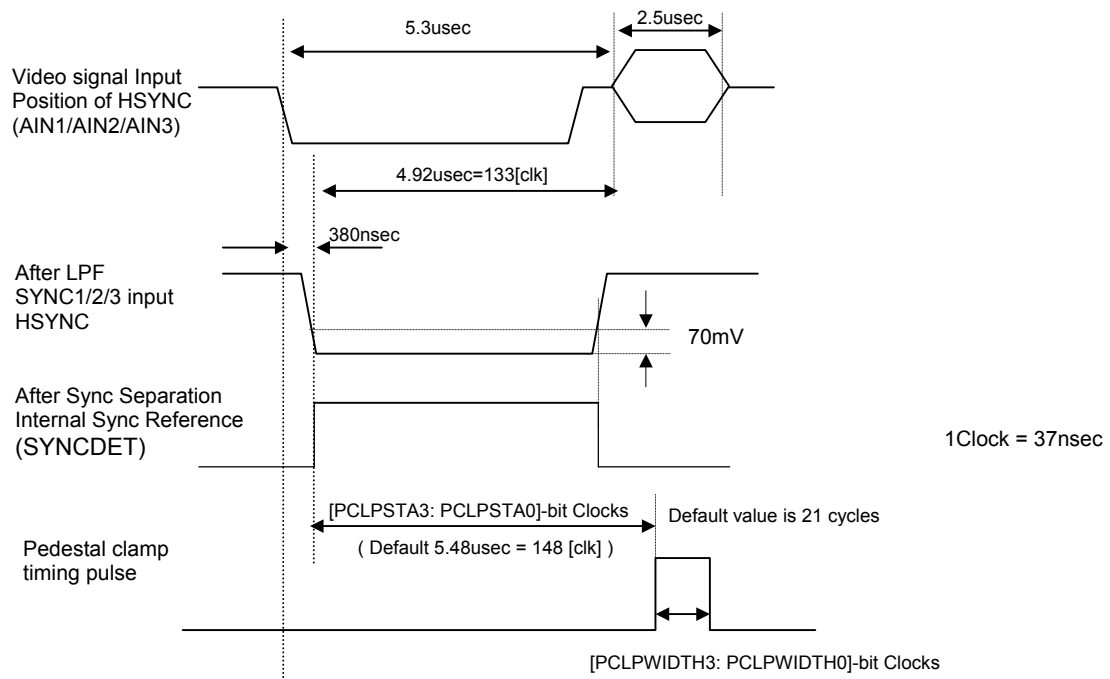 5.3usec
2.5usec
Video signal Input
Position of HSYNC
(AIN1/AIN2/AIN3)
4.92usec=133[clk]
380nsec
After LPF
SYNC1/2/3 input
HSYNC
70mV
After Sync Separation
Internal Sync Reference
(SYNCDET)
1Clock = 37nsec
[PCLPSTA3: PCLPSTA0]-bit Clocks
Default value is 21 cycles
( Default 5.48usec = 148 [clk] )
Pedestal clamp
timing pulse
[PCLPWIDTH3: PCLPWIDTH0]-bit Clocks